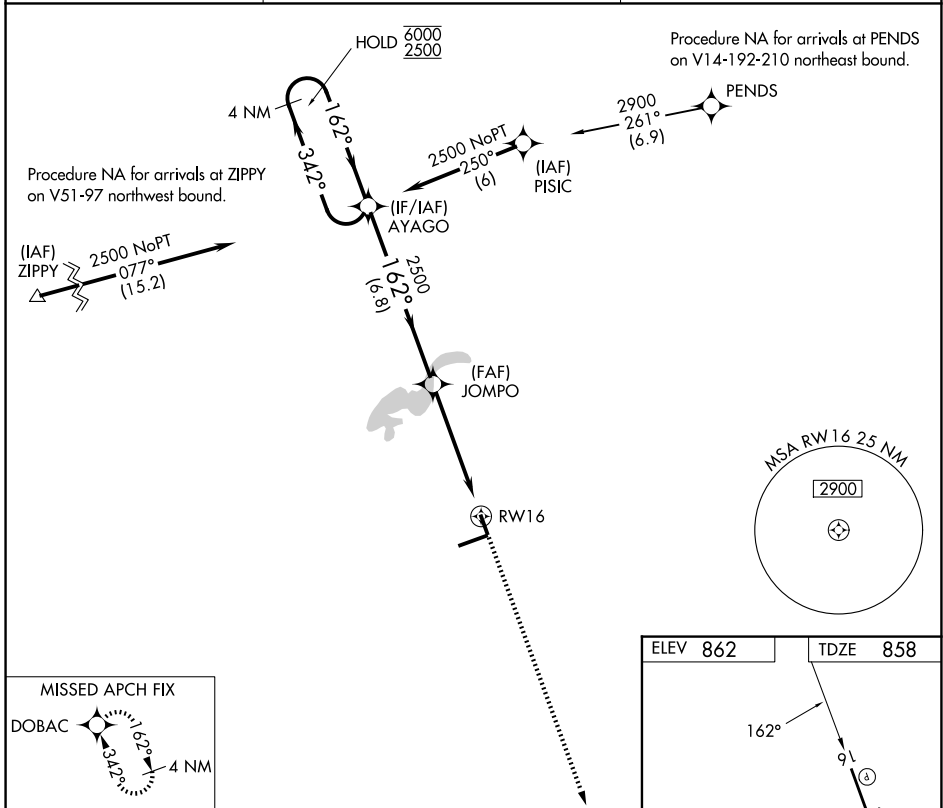 HOLD 6000
2500
4 NM
162°
342°
Procedure NA for arrivals at PENDS
on V14-192-210 northeast bound.
PENDS
2900
261°
(6.9)
2500 NoPT
250°
(6)
(IAF)
PISIC
Procedure NA for arrivals at ZIPPY
on V51-97 northwest bound.
(IF/IAF)
AYAGO
(IAF)
ZIPPY
2500 NoPT
077°
(15.2)
2500
162°
(6.8)
(FAF)
JOMPO
RW16
MSA RW16 25 NM
2900
MISSED APCH FIX
DOBAC
162°
342°
4 NM
ELEV 862
TDZE 858
162°
16
P